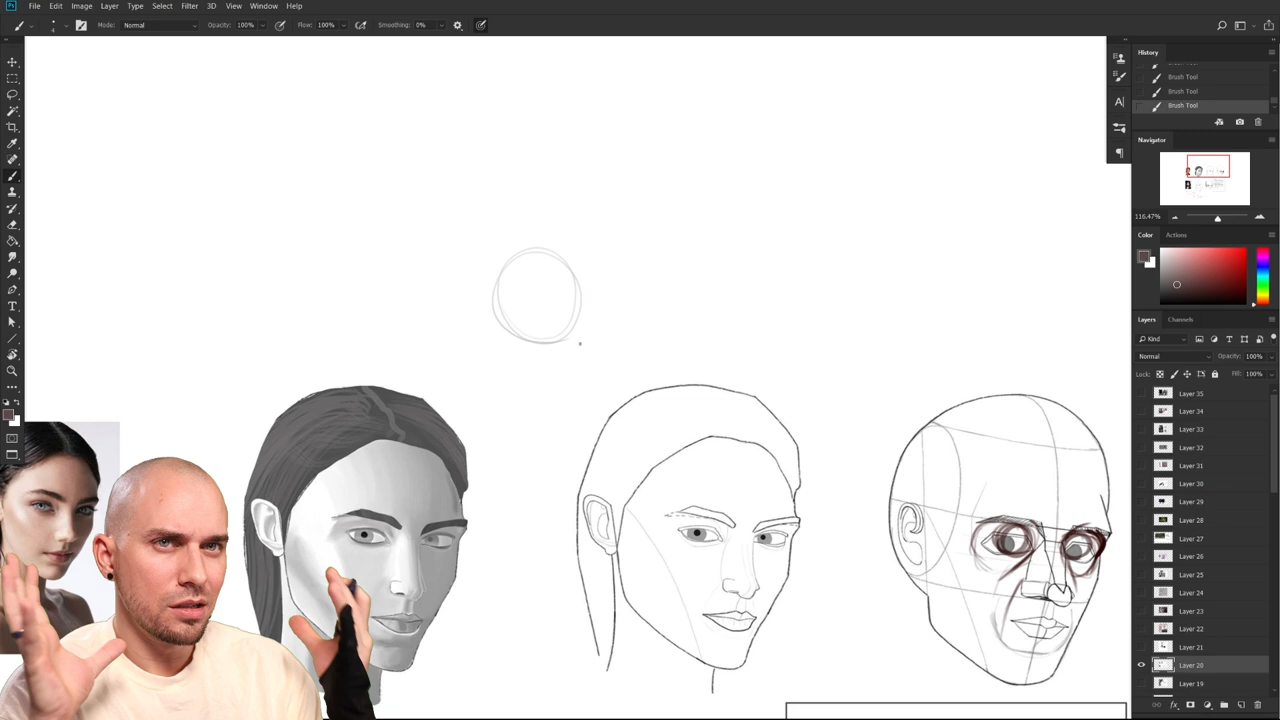 Ps File Edit Image Layer Type Select Filter 3D View Window Help
Mode: Normal Opacity: 100% Flow: 100% Smoothing: 0%
History
Brush Tool
Brush Tool
Brush Tool
Navigator
116.47%
Color Actions
Layers Channels
Kind
Normal Opacity: 100%
Lock: Fill: 100%
Layer 35
Layer 34
Layer 33
Layer 32
Layer 31
Layer 30
Layer 29
Layer 28
Layer 27
Layer 26
Layer 25
Layer 24
Layer 23
Layer 22
Layer 21
Layer 20
Layer 19